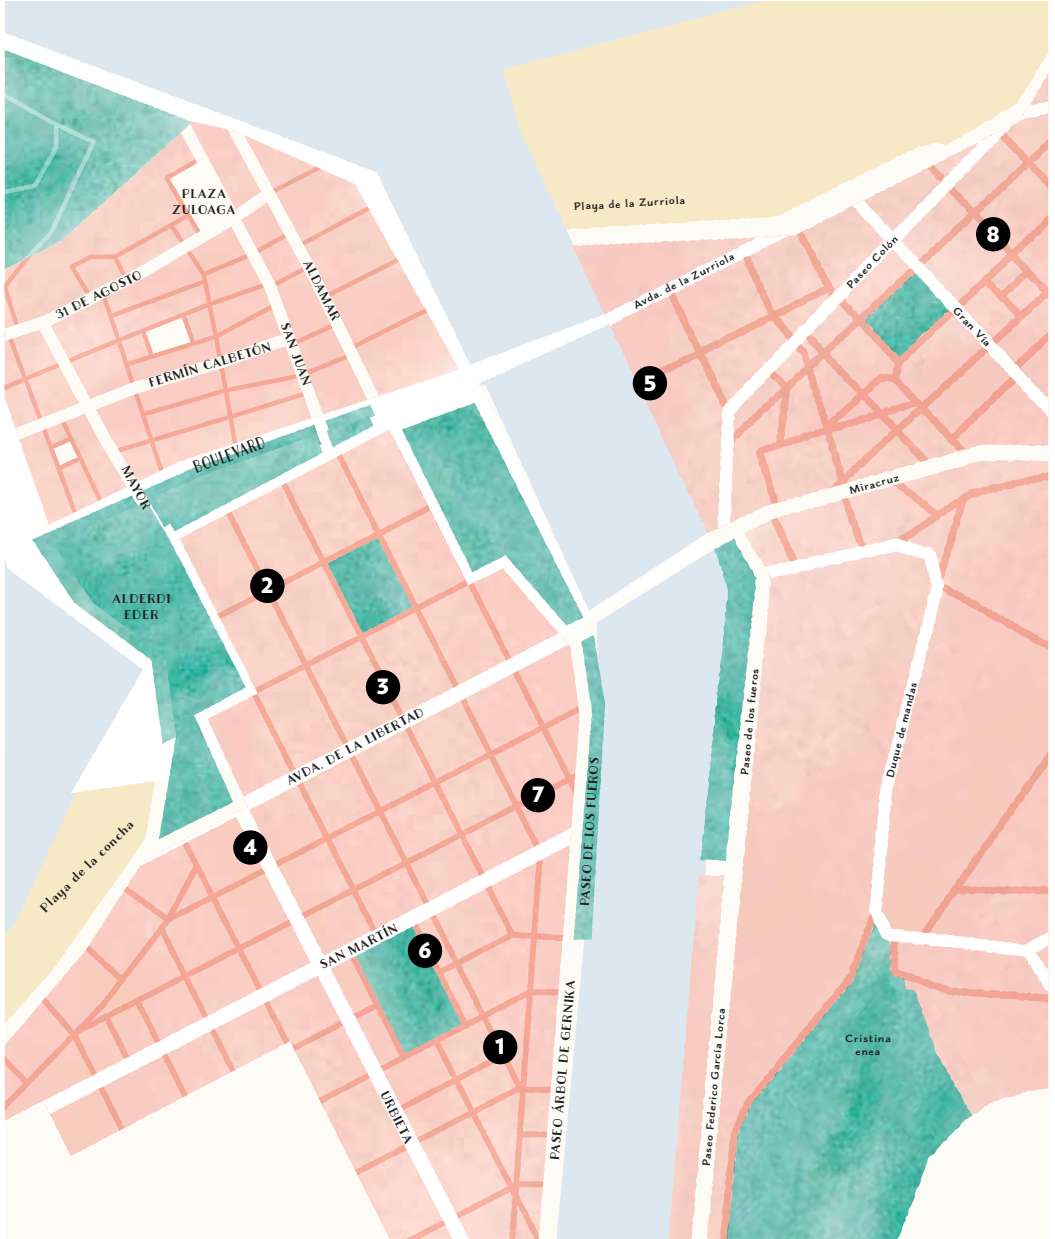 PLAZA
ZULOAGA
Playa de la Zurriola
8
31 DE AGOSTO
ALDAMAR
Avda. de la Zurriola
Paseo Colón
Gran Vía
SAN JUAN
FERMÍN CALBETÓN
5
BOULEVARD
MAYOR
Miracruz
2
ALDERDI
EDER
3
AVDA. DE LA LIBERTAD
Paseo de los fueros
Duque de mandas
7
PASEO DE LOS FUEROS
4
Playa de la concha
SAN MARTÍN
6
1
PASEO ÁRBOL DE GERNIKA
Cristina
enea
Paseo Federico García Lorca
URBIETA